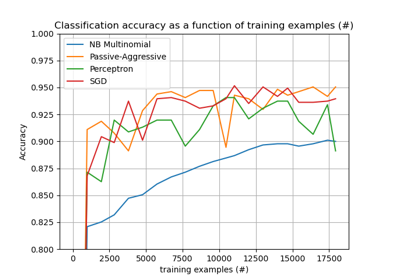 Classification accuracy as a function of training examples (#)
1.000
0.975
0.950
0.925
0.900
0.875
0.850
0.825
0.800
Accuracy
NB Multinomial
Passive-Aggressive
Perceptron
SGD
0 2500 5000 7500 10000 12500 15000 17500
training examples (#)